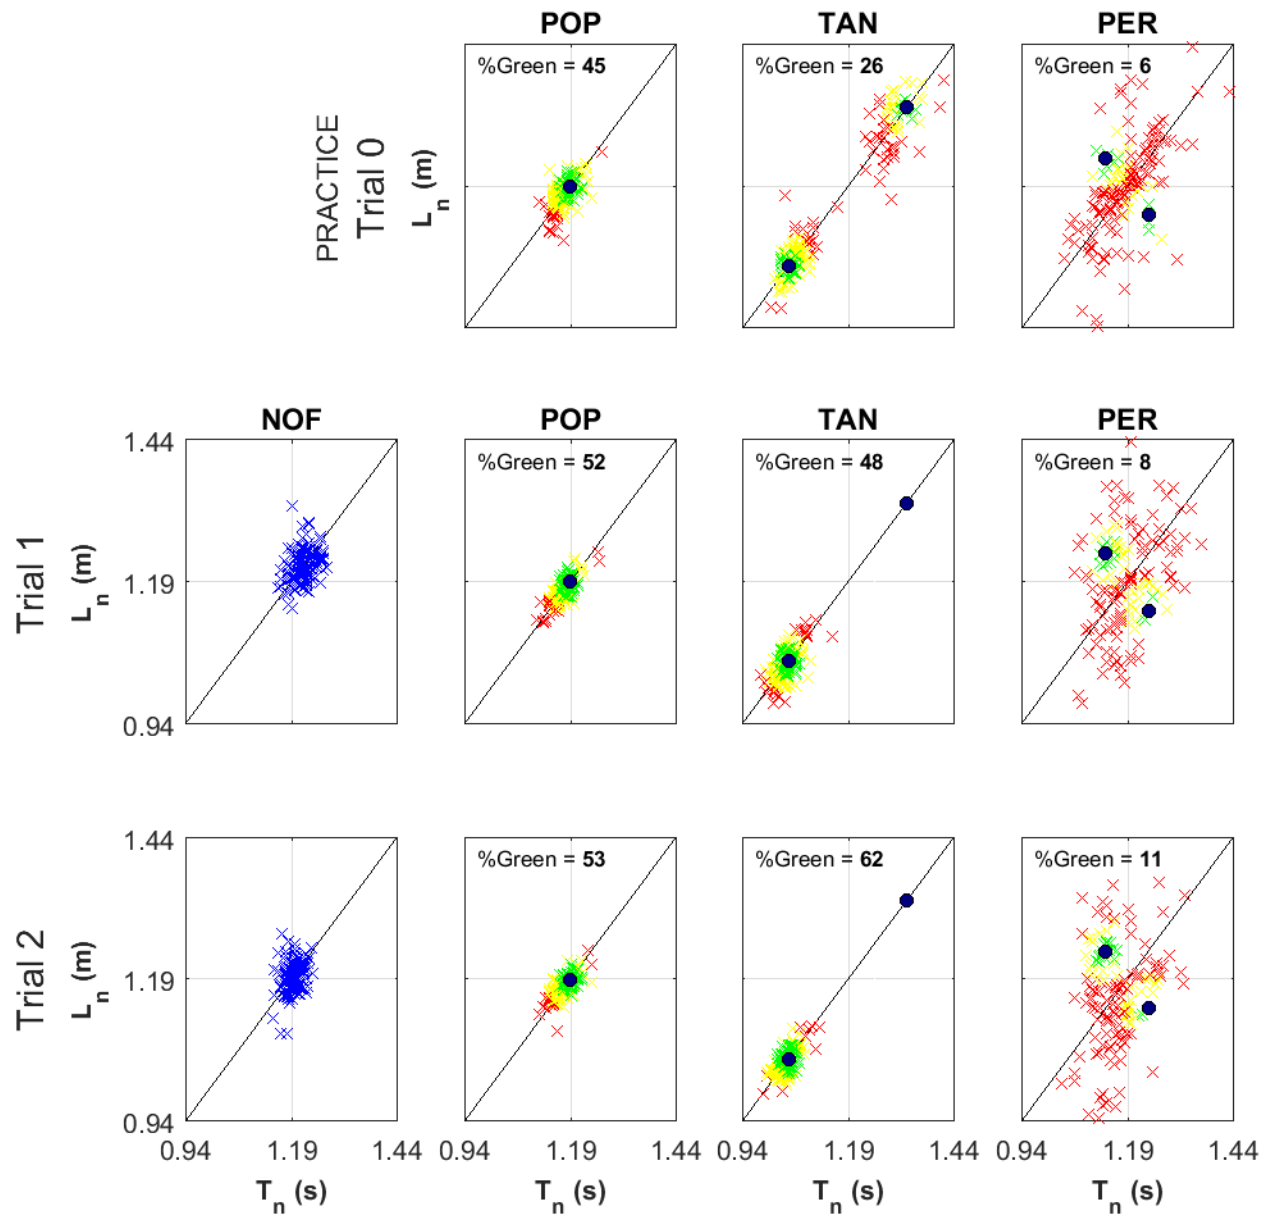 POP TAN PER
PRACTICE
Trial 0
L_n (m)
%Green = 45 %Green = 26 %Green = 6
NOF POP TAN PER
Trial 1
L_n (m)
1.44
1.19
0.94
%Green = 52 %Green = 48 %Green = 8
Trial 2
L_n (m)
1.44
1.19
0.94
%Green = 53 %Green = 62 %Green = 11
0.94 1.19 1.44 1.19 1.44 0.94 1.19 1.44 0.94 1.19 1.44
T_n (s) T_n (s) T_n (s) T_n (s)